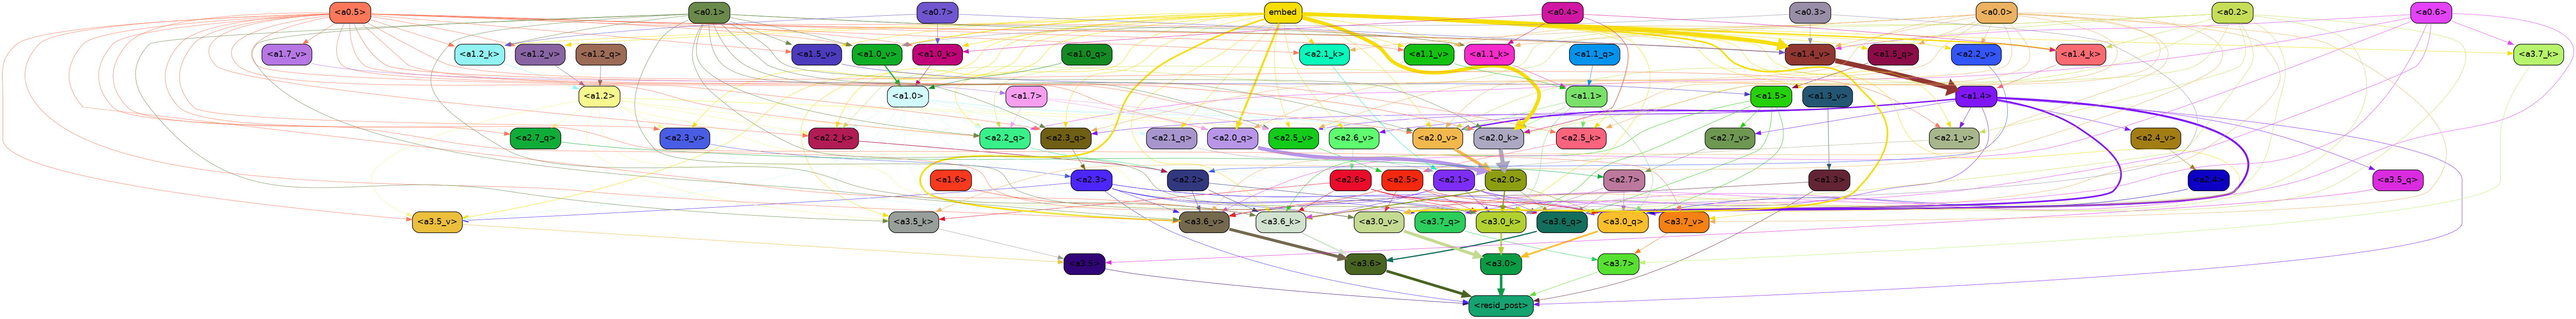 <a0.5> <a0.1> <a0.7> embed <a0.4> <a0.3> <a0.0> <a0.2> <a0.6>
<a1.7_v> <a1.2_k> <a1.2_v> <a1.2_q> <a1.5_v> <a1.0_v> <a1.0_k> <a1.0_q> <a2.1_k> <a1.1_v> <a1.1_k> <a1.1_q> <a1.4_v> <a1.5_q> <a2.2_v> <a1.4_k> <a3.7_k>
<a1.2> <a1.0> <a1.7> <a1.1> <a1.5> <a1.3_v> <a1.4>
<a2.7_q> <a2.3_v> <a2.2_k> <a2.2_q> <a2.3_q> <a2.1_q> <a2.0_q> <a2.5_v> <a2.6_v> <a2.0_v> <a2.0_k> <a2.5_k> <a2.7_v> <a2.1_v> <a2.4_v>
<a1.6> <a2.3> <a2.2> <a2.6> <a2.5> <a2.1> <a2.0> <a2.7> <a1.3> <a2.4> <a3.5_q>
<a3.5_v> <a3.5_k> <a3.6_v> <a3.6_k> <a3.0_v> <a3.7_q> <a3.0_k> <a3.6_q> <a3.0_q> <a3.7_v>
<a3.5> <a3.6> <a3.0> <a3.7>
<resid_post>